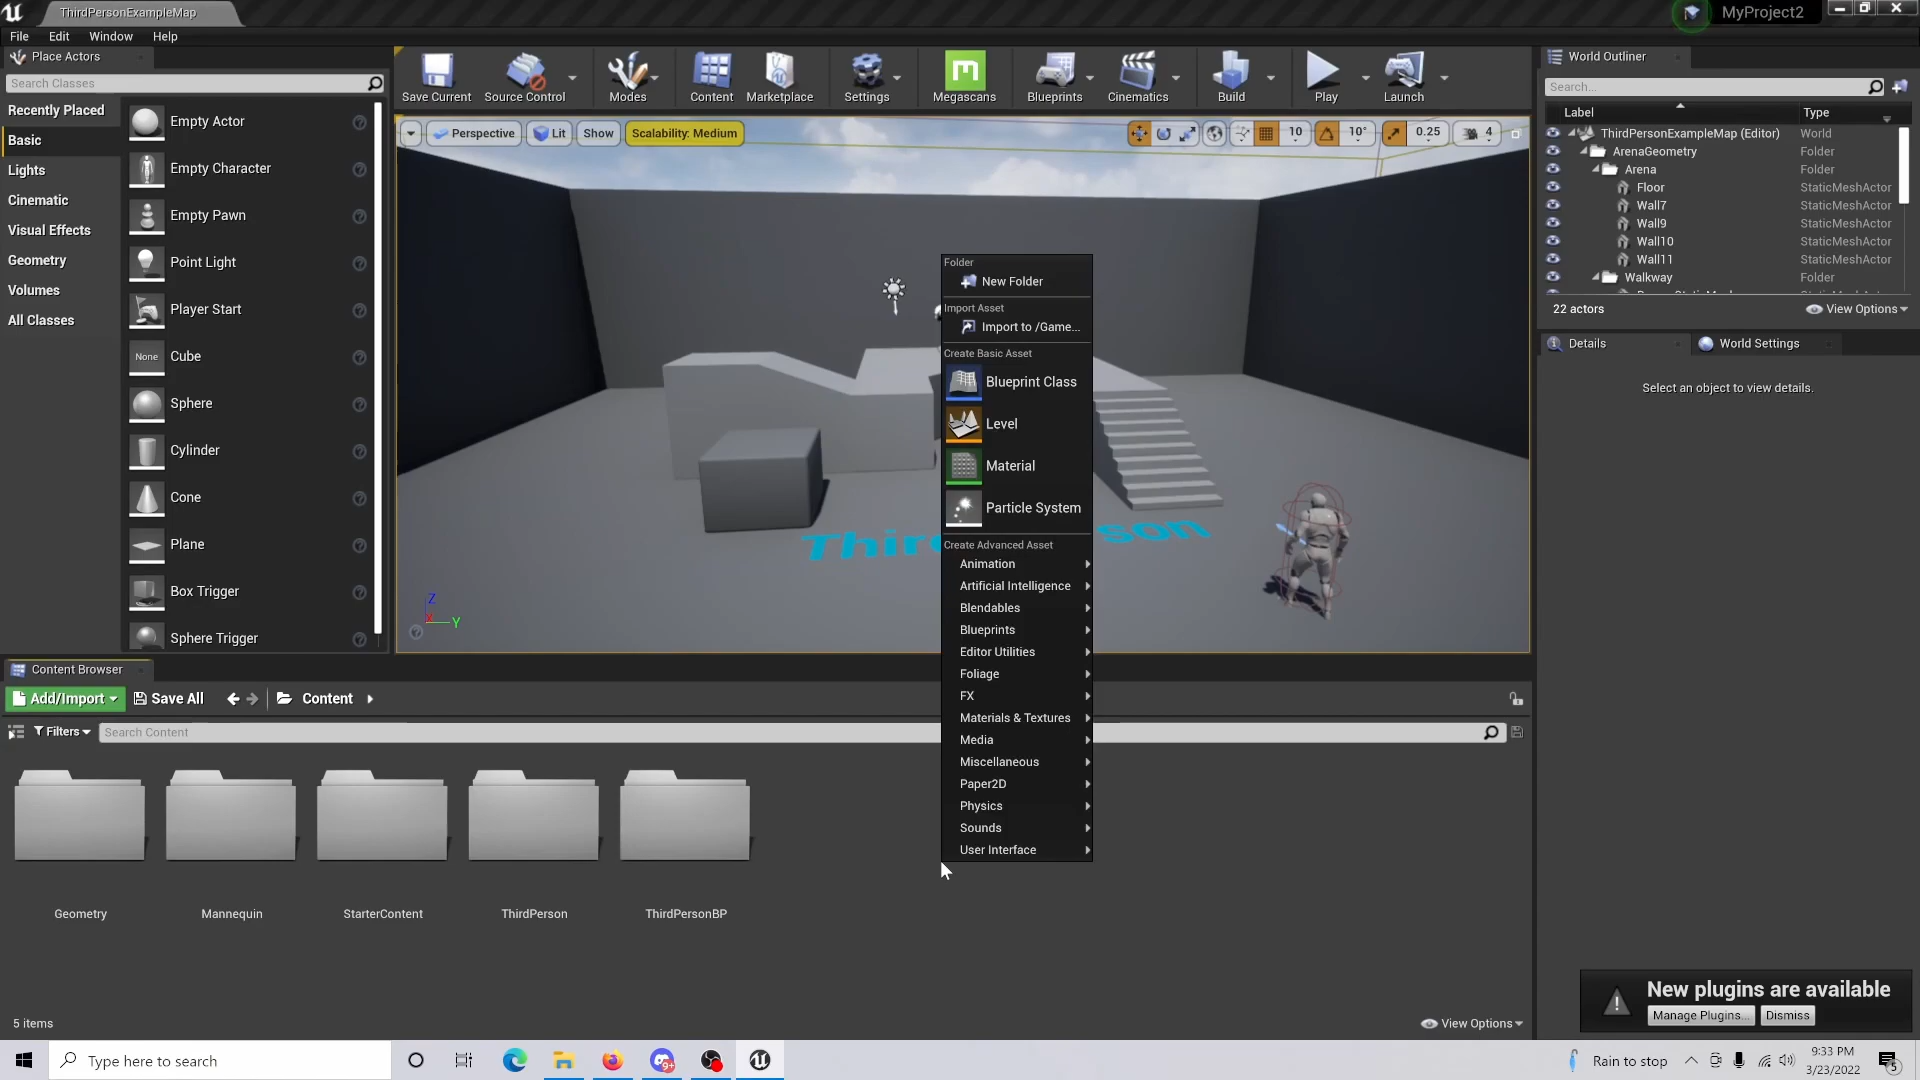 ThirdPersonExampleMap
MyProject2
File Edit Window Help
Place Actors
Search Classes
Recently Placed
Basic
Lights
Cinematic
Visual Effects
Geometry
Volumes
All Classes
Empty Actor
Empty Character
Empty Pawn
Point Light
Player Start
None
Cube
Sphere
Cylinder
Cone
Plane
Box Trigger
Sphere Trigger
Save Current Source Control Modes Content Marketplace Settings Megascans Blueprints Cinematics Build Play Launch
Perspective Lit Show Scalability: Medium 10 10° 0.25 4
Z
X Y
Folder
New Folder
Import Asset
Import to /Game...
Create Basic Asset
Blueprint Class
Level
Material
Particle System
Create Advanced Asset
Animation
Artificial Intelligence
Blendables
Blueprints
Editor Utilities
Foliage
FX
Materials & Textures
Media
Miscellaneous
Paper2D
Physics
Sounds
User Interface
World Outliner
Search...
Label Type
ThirdPersonExampleMap (Editor) World
ArenaGeometry Folder
Arena Folder
Floor StaticMeshActor
Wall7 StaticMeshActor
Wall9 StaticMeshActor
Wall10 StaticMeshActor
Wall11 StaticMeshActor
Walkway Folder
22 actors View Options
Details World Settings
Select an object to view details.
Content Browser
Add/Import Save All Content
Filters Search Content
Geometry Mannequin StarterContent ThirdPerson ThirdPersonBP
5 items View Options
New plugins are available
Manage Plugins... Dismiss
Type here to search
9+
Rain to stop
9:33 PM
3/23/2022
5